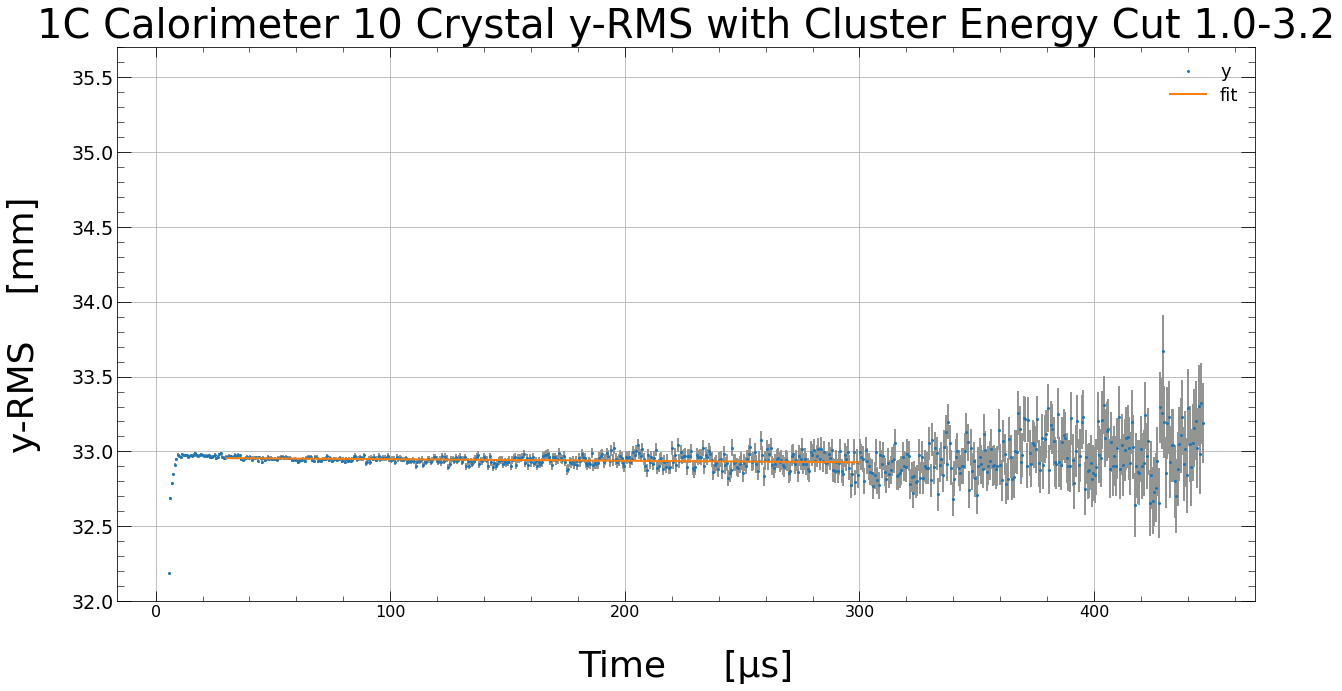 1C Calorimeter 10 Crystal y-RMS with Cluster Energy Cut 1.0-3.2
y
fit
35.5
35.0
34.5
34.0
33.5
33.0
32.5
32.0
y-RMS [mm]
0 100 200 300 400
Time [µs]